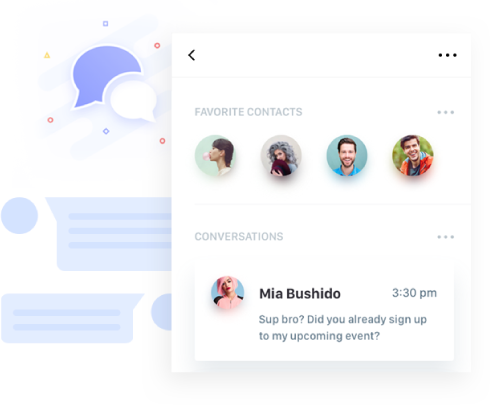 FAVORITE CONTACTS
CONVERSATIONS
Mia Bushido 3:30 pm
Sup bro? Did you already sign up
to my upcoming event?